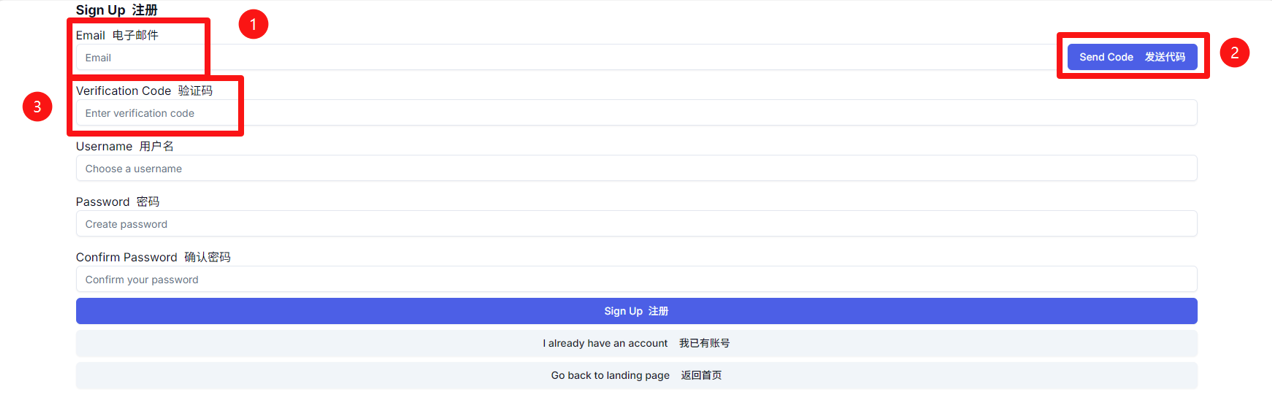 Sign Up 注册
1
Email 电子邮件
Email
Send Code 发送代码
2
3
Verification Code 验证码
Enter verification code
Username 用户名
Choose a username
Password 密码
Create password
Confirm Password 确认密码
Confirm your password
Sign Up 注册
I already have an account 我已有账号
Go back to landing page 返回首页